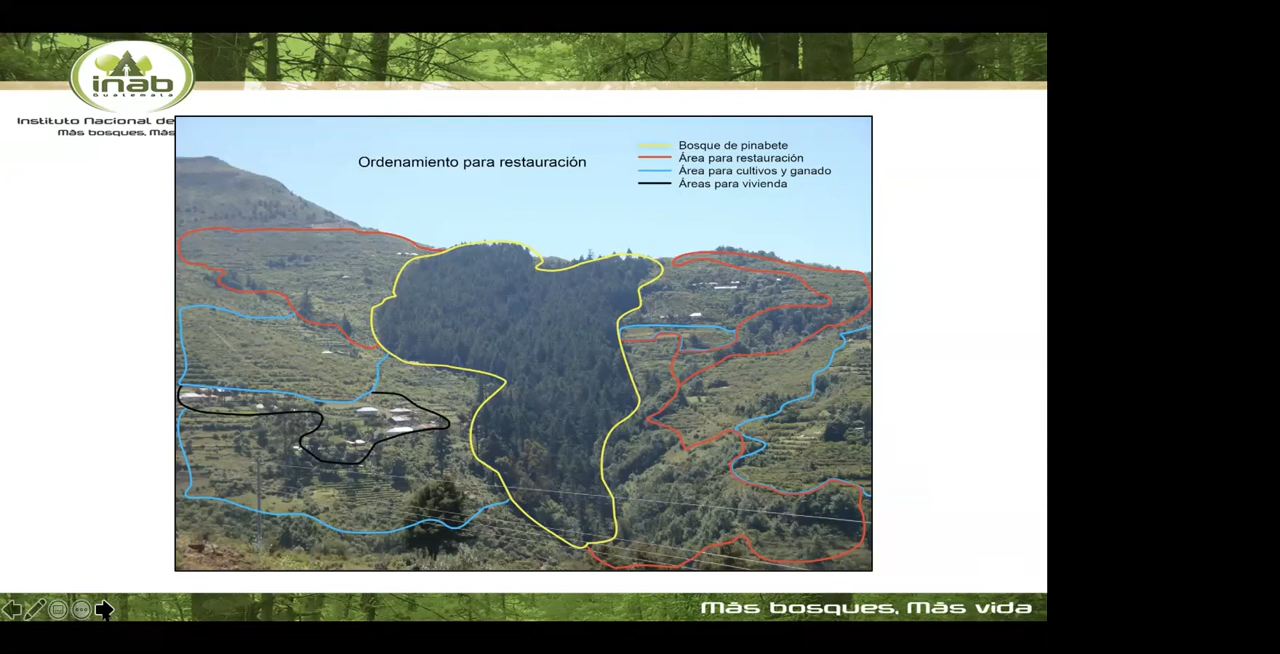 inab
Guatemala
Instituto Nacional de
Más bosques, Más
Ordenamiento para restauración
Bosque de pinabete
Área para restauración
Área para cultivos y ganado
Áreas para vivienda
Más bosques, Más vida